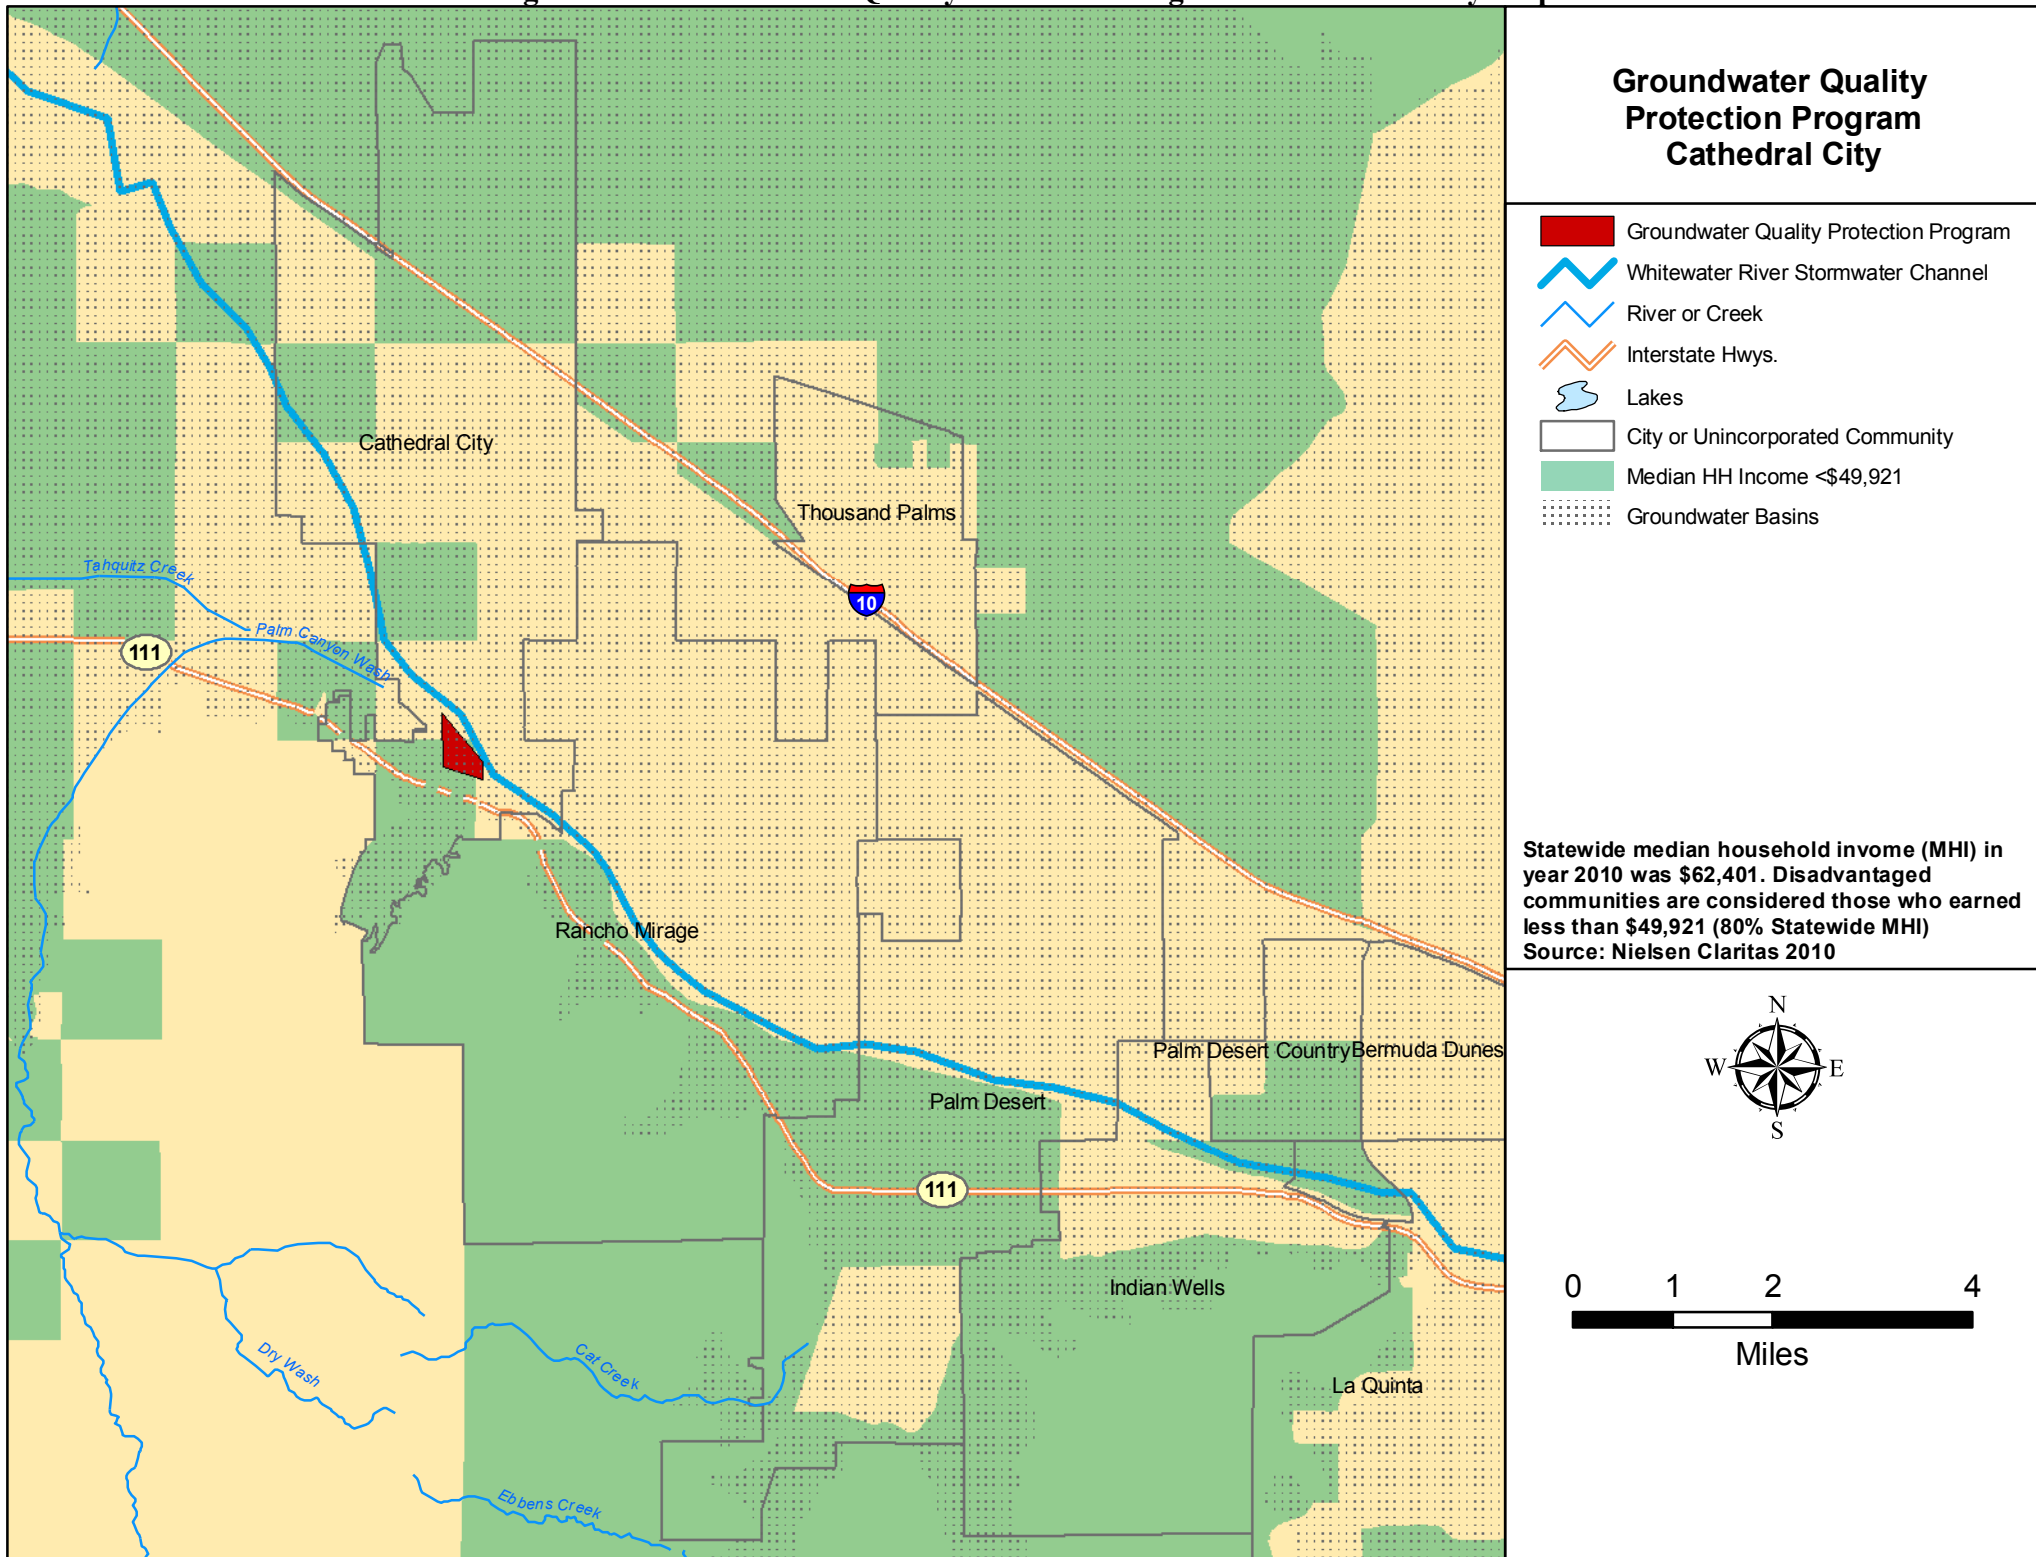 Groundwater Quality
Protection Program
Cathedral City
Groundwater Quality Protection Program
Whitewater River Stormwater Channel
River or Creek
Interstate Hwys.
Lakes
City or Unincorporated Community
Median HH Income <$49,921
Groundwater Basins
Statewide median household invome (MHI) in
year 2010 was $62,401. Disadvantaged
communities are considered those who earned
less than $49,921 (80% Statewide MHI)
Source: Nielsen Claritas 2010
N
W
E
S
0 1 2 4
Miles
Cathedral City
Thousand Palms
10
Tahquitz Creek
Palm Canyon Wash
111
Rancho Mirage
Palm Desert Country
Bermuda Dunes
Palm Desert
111
Indian Wells
La Quinta
Dry Wash
Cat Creek
Ebbens Creek